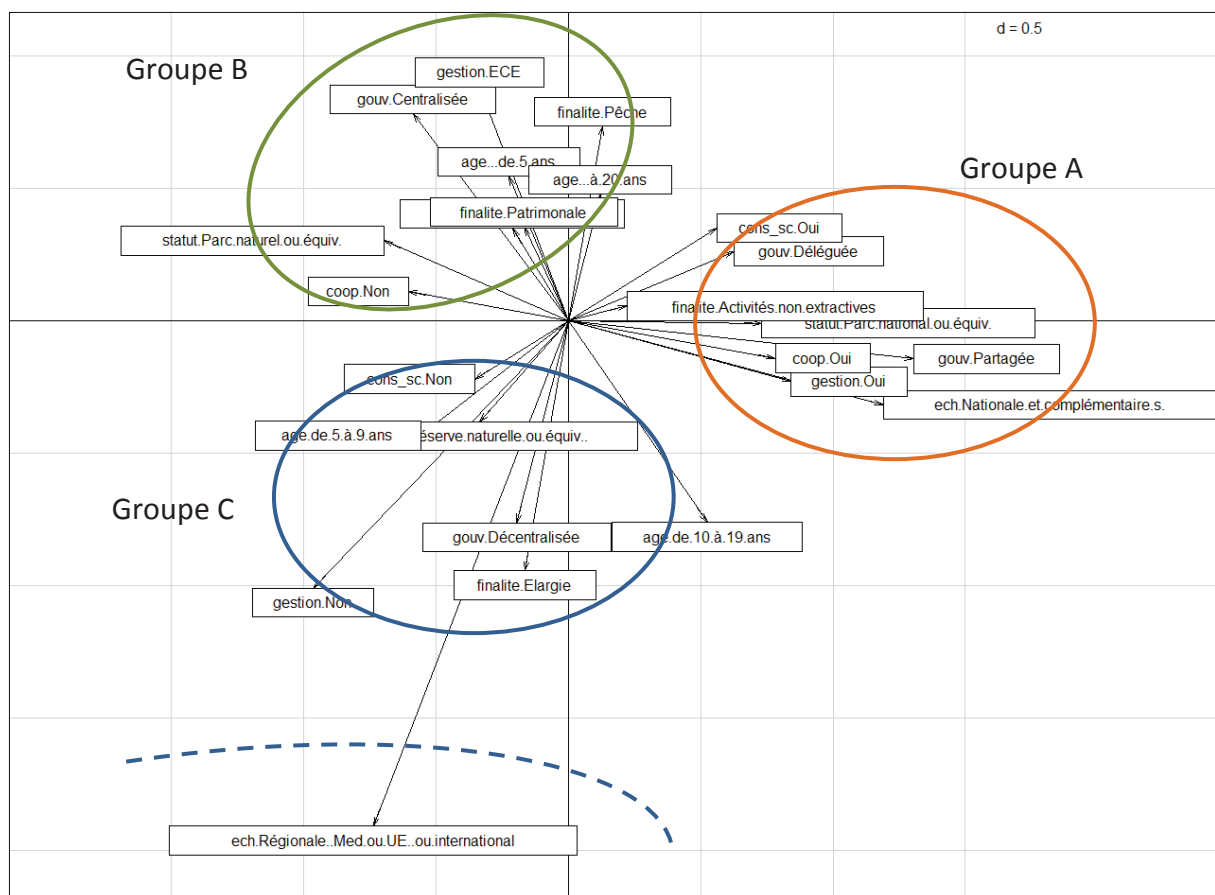 d = 0.5
Groupe B
gestion.ECE
gouv.Centralisée
finalite.Pêche
age...de.5.ans
Groupe A
age...à.20.ans
finalite.Patrimonale
cons_sc.Oui
statut.Parc.naturel.ou.équiv.
gouv.Déléguée
coop.Non
finalite.Activités.non.extractives
statut.Parc.national.ou.équiv.
coop.Oui
gouv.Partagée
cons_sc.Non
gestion.Oui
ech.Nationale.et.complémentaire.s.
age.de.5.à.9.ans
éserve.naturelle.ou.équiv..
Groupe C
gouv.Décentralisée
age.de.10.à.19.ans
finalite.Elargie
gestion.Non
ech.Régionale..Med.ou.UE..ou.international